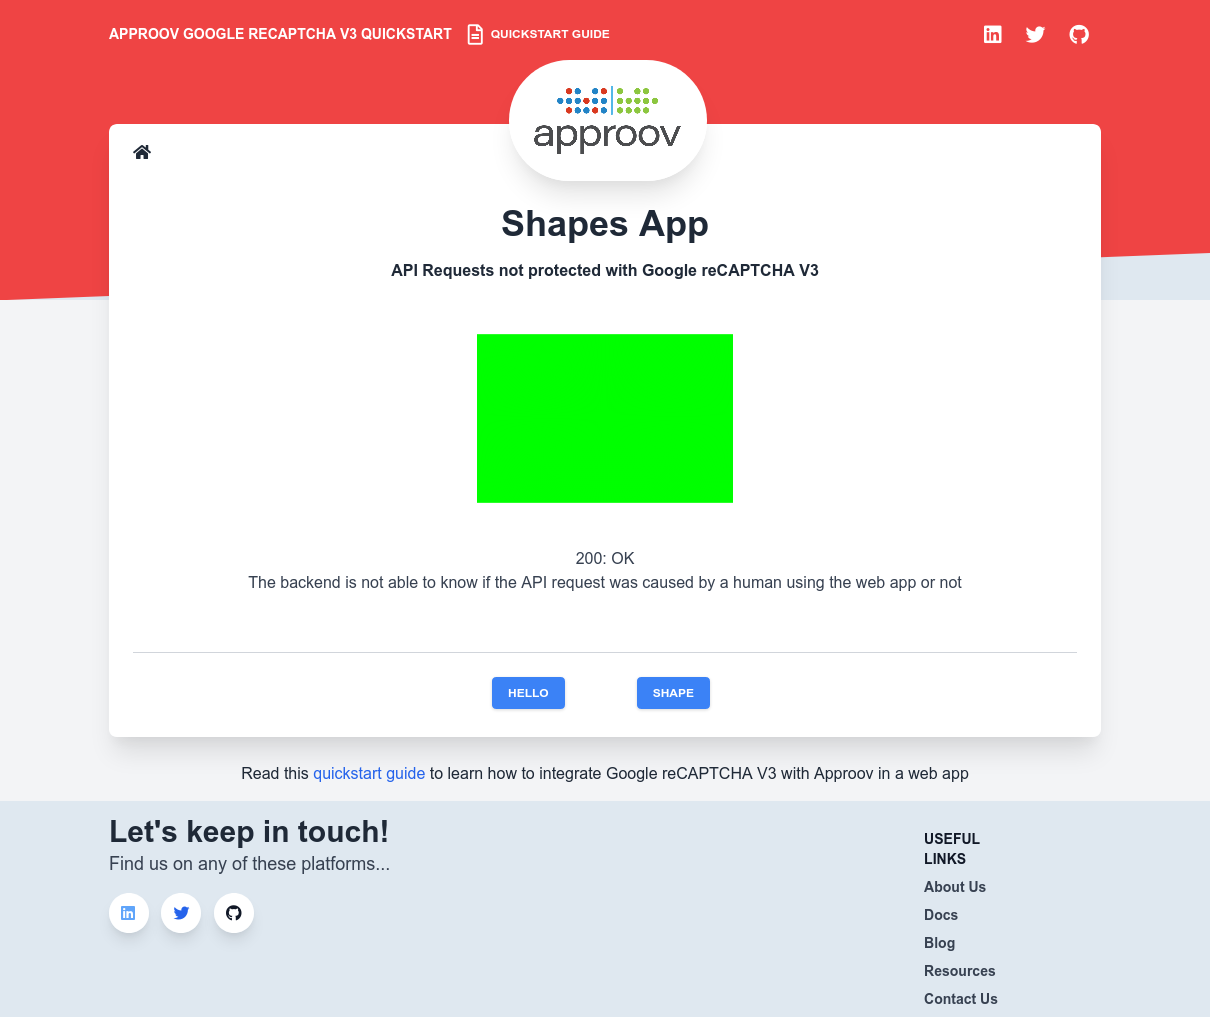 APPROOV GOOGLE RECAPTCHA V3 QUICKSTART QUICKSTART GUIDE
approov
Shapes App
API Requests not protected with Google reCAPTCHA V3
200: OK
The backend is not able to know if the API request was caused by a human using the web app or not
HELLO SHAPE
Read this quickstart guide to learn how to integrate Google reCAPTCHA V3 with Approov in a web app
Let's keep in touch!
Find us on any of these platforms...
USEFUL
LINKS
About Us
Docs
Blog
Resources
Contact Us